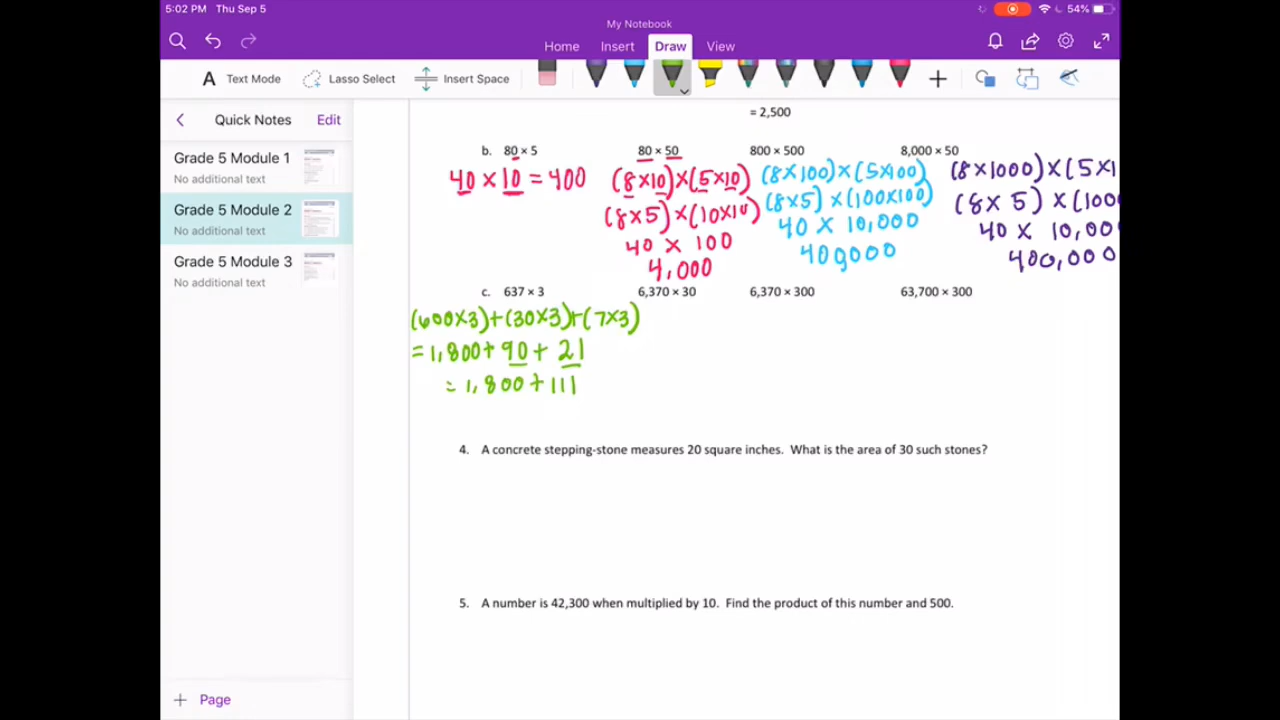 5:02 PM Thu Sep 5
54%
My Notebook
Home Insert Draw View
Text Mode Lasso Select Insert Space
Quick Notes Edit
Grade 5 Module 1
No additional text
Grade 5 Module 2
No additional text
Grade 5 Module 3
No additional text
+ Page
= 2,500
b. 80 × 5 80 × 50 800 × 500 8,000 × 50
40 × 10 = 400
(8×10)×(5×10)
(8×5)×(10×10)
40 × 100
4,000
(8×100)×(5×100)
(8×5)×(100×100)
40 × 10,000
400000
(8×1000)×(5×1
(8×5)×(100
40 × 10,00
400,000
c. 637 × 3 6,370 × 30 6,370 × 300 63,700 × 300
(600×3)+(30×3)+(7×3)
=1,800+90+21
=1,800+111
4. A concrete stepping-stone measures 20 square inches. What is the area of 30 such stones?
5. A number is 42,300 when multiplied by 10. Find the product of this number and 500.